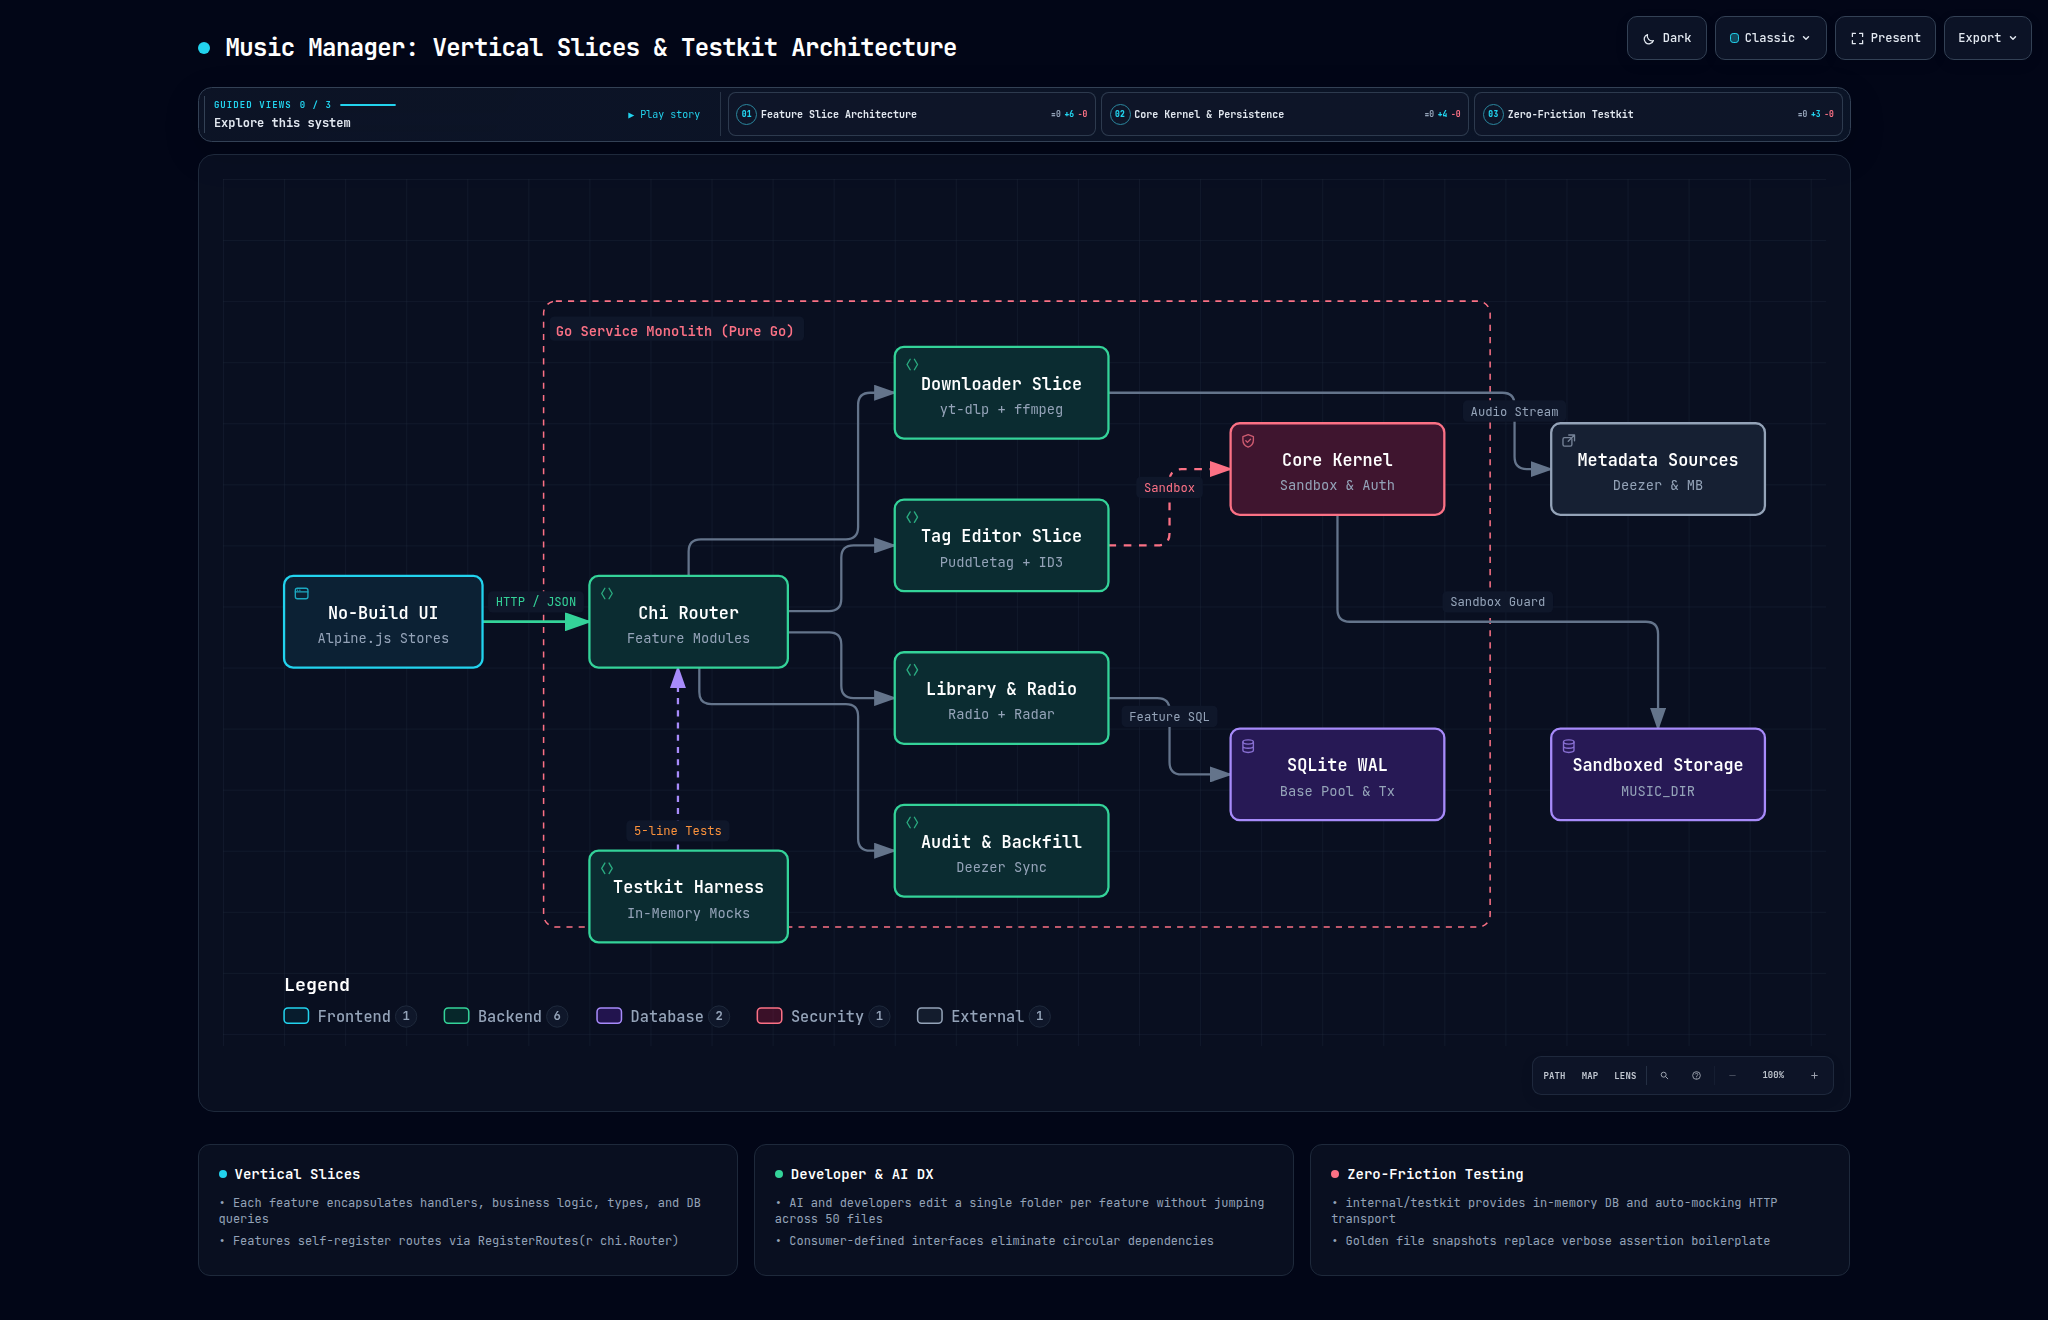 Music Manager: Vertical Slices & Testkit Architecture
Dark
Classic
Present
Export
GUIDED VIEWS 0 / 3
Explore this system
▶ Play story
01 Feature Slice Architecture =0 +6 -0
02 Core Kernel & Persistence =0 +4 -0
03 Zero-Friction Testkit =0 +3 -0
Go Service Monolith (Pure Go)
Downloader Slice
yt-dlp + ffmpeg
Audio Stream
Core Kernel
Sandbox & Auth
Metadata Sources
Deezer & MB
Sandbox
Tag Editor Slice
Puddletag + ID3
No-Build UI
Alpine.js Stores
HTTP / JSON
Chi Router
Feature Modules
Sandbox Guard
Library & Radio
Radio + Radar
Feature SQL
SQLite WAL
Base Pool & Tx
Sandboxed Storage
MUSIC_DIR
5-line Tests
Audit & Backfill
Deezer Sync
Testkit Harness
In-Memory Mocks
Legend
Frontend 1
Backend 6
Database 2
Security 1
External 1
PATH
MAP
LENS
−
100%
+
Vertical Slices
• Each feature encapsulates handlers, business logic, types, and DB
queries
• Features self-register routes via RegisterRoutes(r chi.Router)
Developer & AI DX
• AI and developers edit a single folder per feature without jumping
across 50 files
• Consumer-defined interfaces eliminate circular dependencies
Zero-Friction Testing
• internal/testkit provides in-memory DB and auto-mocking HTTP
transport
• Golden file snapshots replace verbose assertion boilerplate